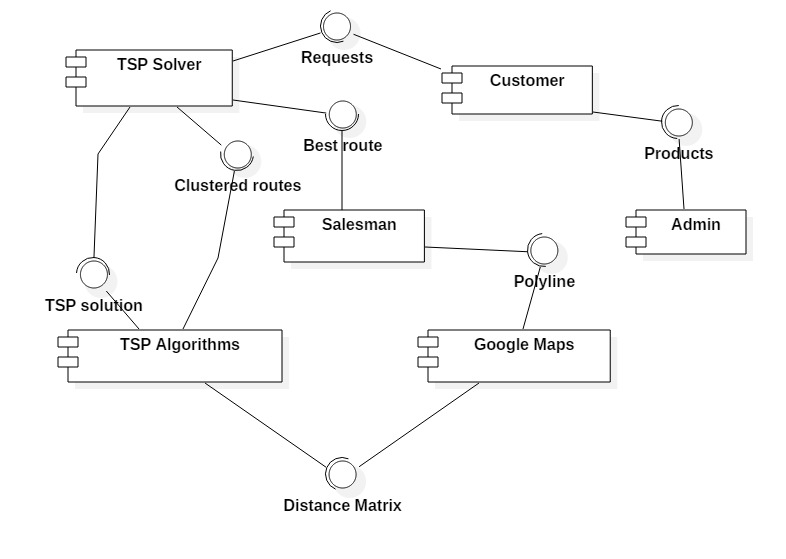 Requests
TSP Solver
Customer
Best route
Products
Clustered routes
Salesman
Admin
Polyline
TSP solution
TSP Algorithms
Google Maps
Distance Matrix